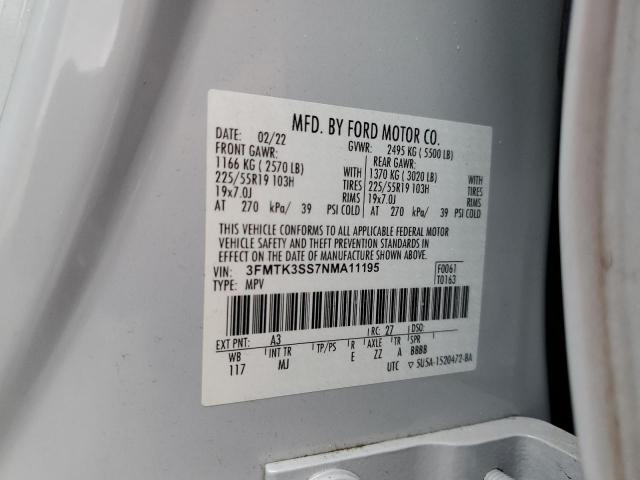 MFD. BY FORD MOTOR CO.
DATE: 02/22 GVWR: 2495 KG ( 5500 LB)
FRONT GAWR: REAR GAWR:
1166 KG ( 2570 LB) WITH 1370 KG ( 3020 LB) WITH
225/55R19 103H TIRES 225/55R19 103H TIRES
19x7.0J RIMS 19x7.0J RIMS
AT 270 kPa/ 39 PSI COLD AT 270 kPa/ 39 PSI COLD
THIS VEHICLE CONFORMS TO ALL APPLICABLE FEDERAL MOTOR
VEHICLE SAFETY AND THEFT PREVENTION STANDARDS IN
EFFECT ON THE DATE OF MANUFACTURE SHOWN ABOVE.
VIN: 3FMTK3SS7NMA11195 F0061
TYPE: MPV T0163
EXT PNT: A3 RC: 27 DSO:
WB INT TR TP/PS R AXLE TR SPR
117 MJ E ZZ A BBBB
UTC ▽ 5U5A-1520472-BA